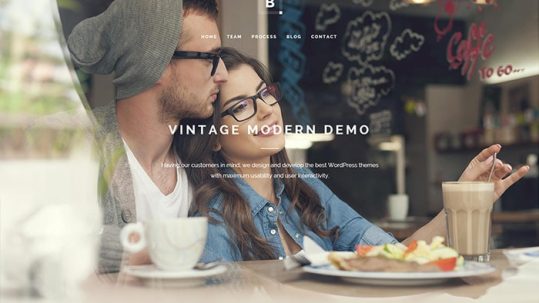 B
HOME TEAM PROCESS BLOG CONTACT
Café
TO GO...
VINTAGE MODERN DEMO
Having our customers in mind, we design and develop the best WordPress themes
with maximum usability and user interactivity.